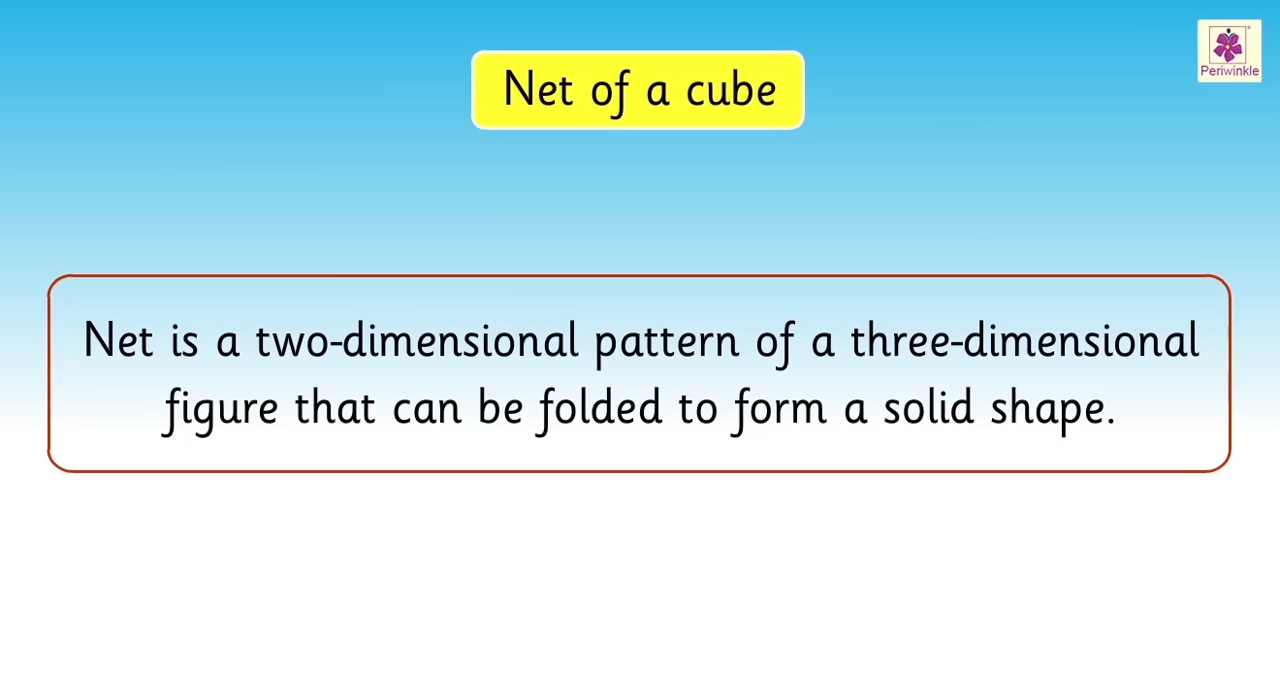 Net of a cube
Periwinkle
Net is a two-dimensional pattern of a three-dimensional
figure that can be folded to form a solid shape.